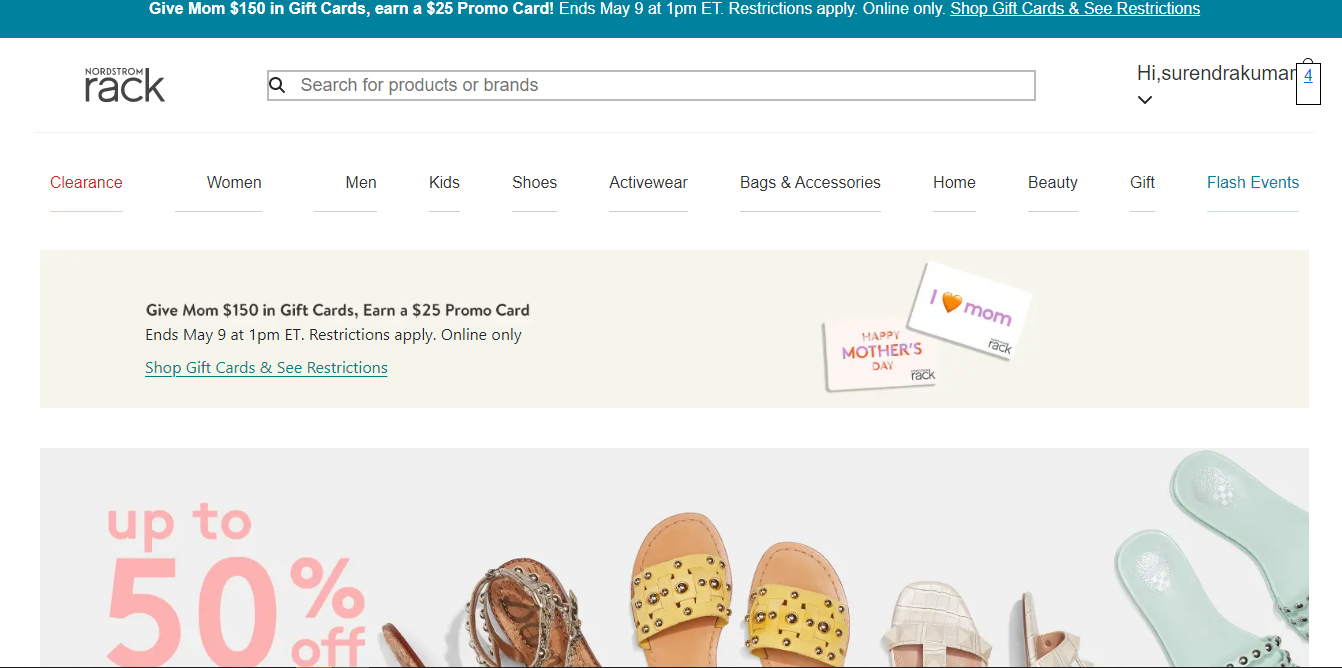 Give Mom $150 in Gift Cards, earn a $25 Promo Card! Ends May 9 at 1pm ET. Restrictions apply. Online only. Shop Gift Cards & See Restrictions
NORDSTROM
rack
Search for products or brands
Hi,surendrakumar
4
Clearance Women Men Kids Shoes Activewear Bags & Accessories Home Beauty Gift Flash Events
Give Mom $150 in Gift Cards, Earn a $25 Promo Card
Ends May 9 at 1pm ET. Restrictions apply. Online only
Shop Gift Cards & See Restrictions
I 🧡 mom
rack
HAPPY
MOTHER'S
DAY
rack
up to
50%
off